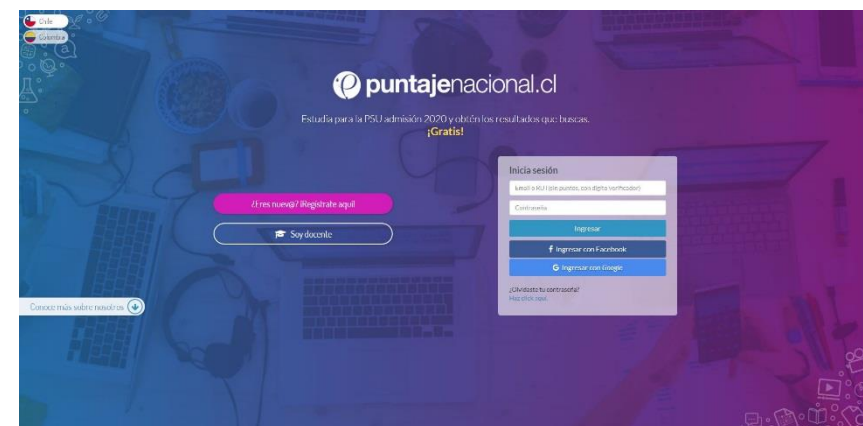 Chile
Colombia
puntajenacional.cl
Estudia para la PSU admisión 2020 y obtén los resultados que buscas.
¡Gratis!
¿Eres nuev@? ¡Regístrate aquí!
Soy docente
Inicia sesión
Email o RUT (sin puntos, con dígito verificador)
Contraseña
Ingresar
Ingresar con Facebook
Ingresar con Google
¿Olvidaste tu contraseña?
Haz click aquí
Conoce más sobre nosotros